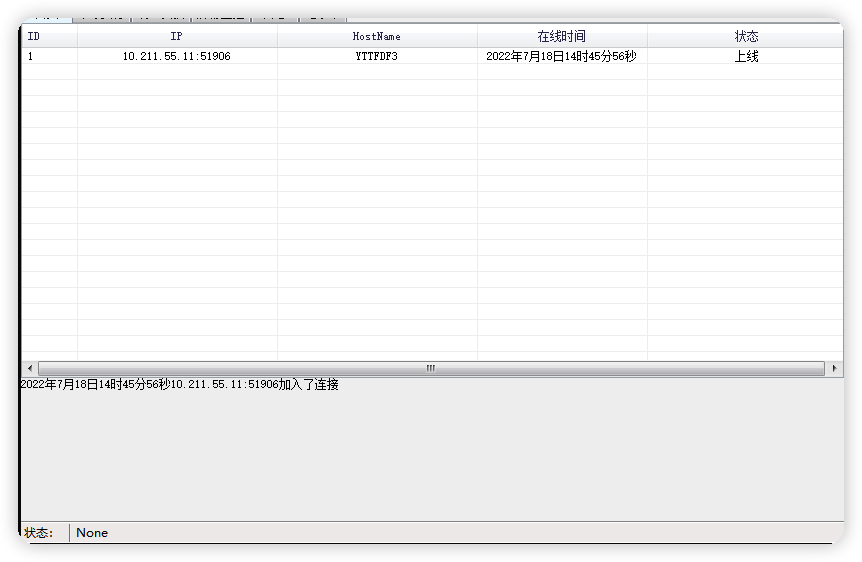 ID IP HostName 在线时间 状态
1 10.211.55.11:51906 YTTFDF3 2022年7月18日14时45分56秒 上线
2022年7月18日14时45分56秒10.211.55.11:51906加入了连接
状态: None